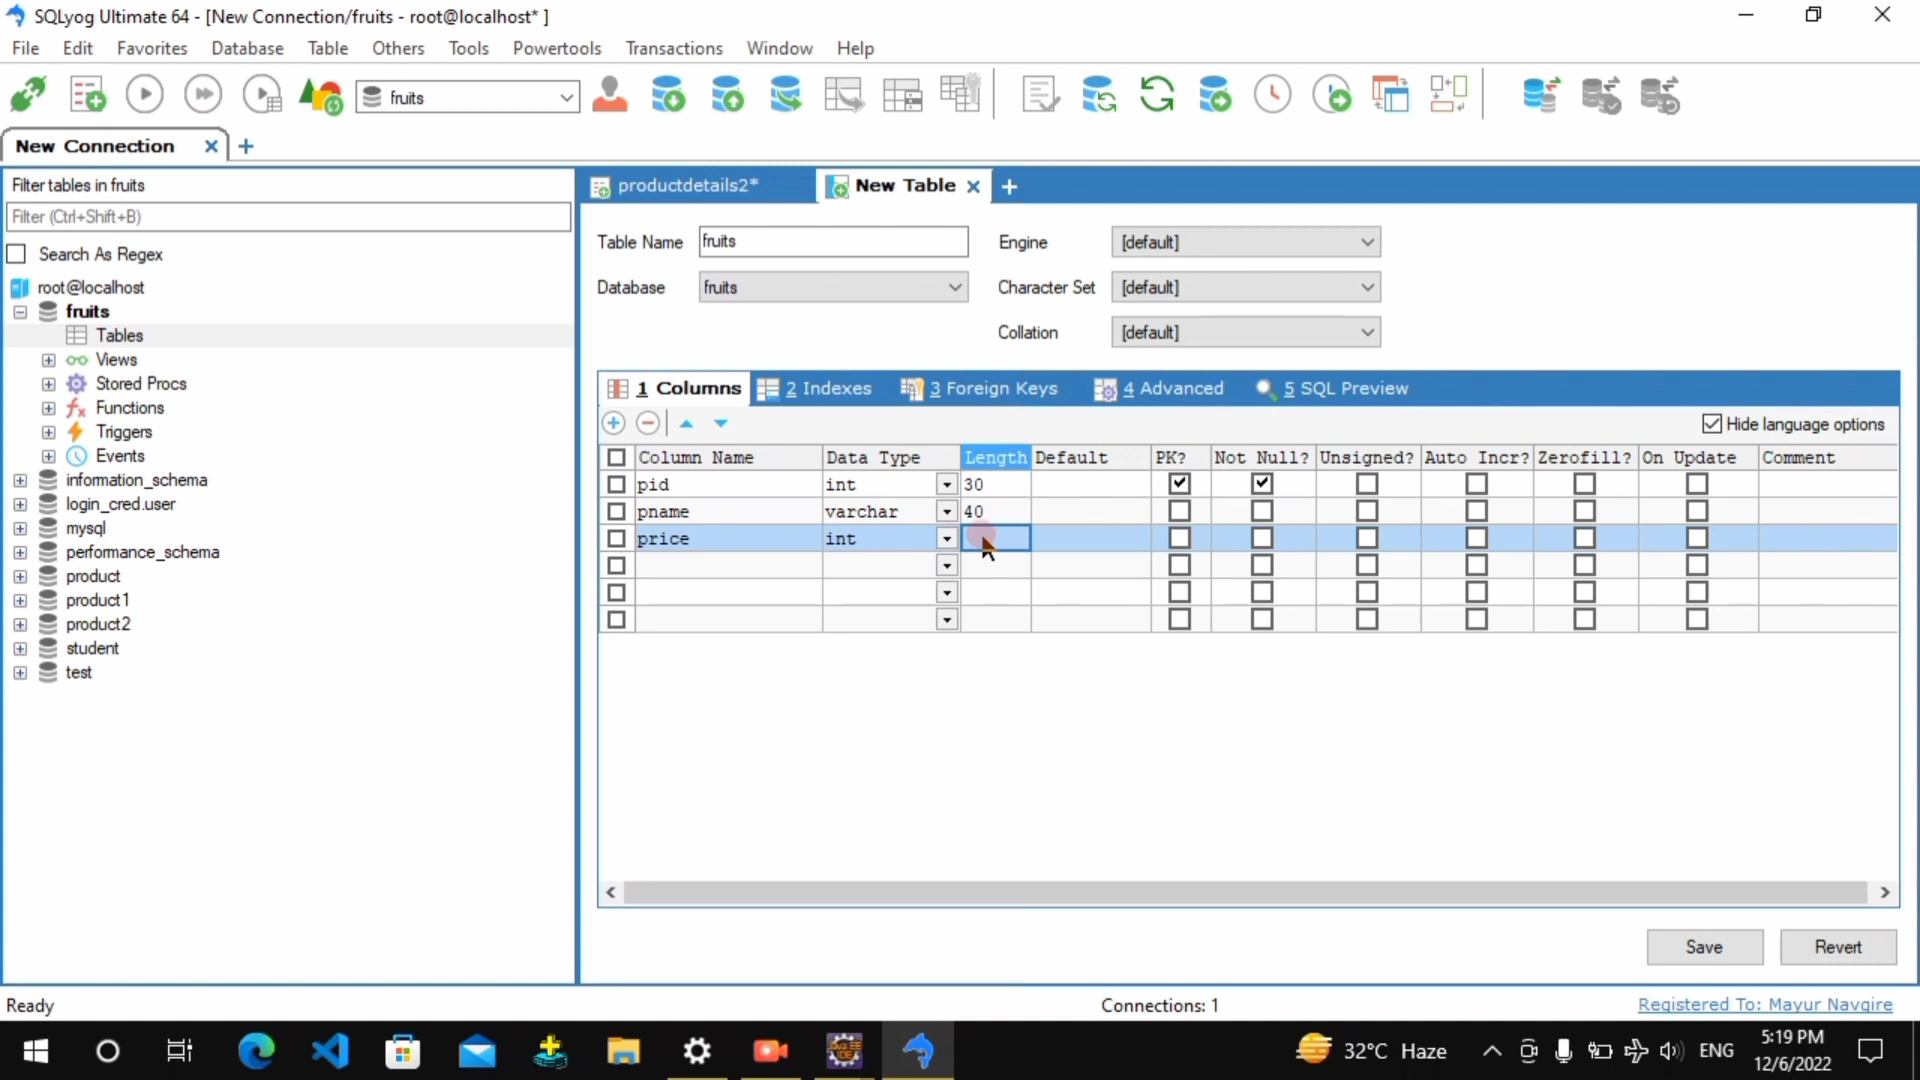 SQLyog Ultimate 64 - [New Connection/fruits - root@localhost* ]
File Edit Favorites Database Table Others Tools Powertools Transactions Window Help
fruits
New Connection
Filter tables in fruits
Filter (Ctrl+Shift+B)
Search As Regex
root@localhost
fruits
Tables
Views
Stored Procs
Functions
Triggers
Events
information_schema
login_cred.user
mysql
performance_schema
product
product1
product2
student
test
productdetails2*
New Table
Table Name fruits Engine [default]
Database fruits Character Set [default]
Collation [default]
1 Columns 2 Indexes 3 Foreign Keys 4 Advanced 5 SQL Preview
Hide language options
Column Name Data Type Length Default PK? Not Null? Unsigned? Auto Incr? Zerofill? On Update Comment
pid int 30
pname varchar 40
price int
Save Revert
Ready Connections: 1 Registered To: Mayur Navgire
32°C Haze ENG 5:19 PM
12/6/2022